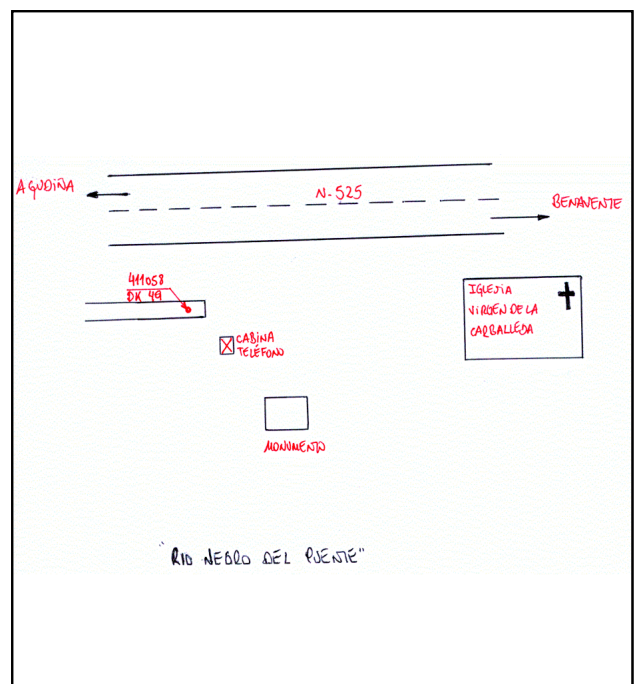 AGUDIÑA
N-525
BENAVENTE
411058
DK 49
IGLESIA
VIRGEN DE LA
CARBALLEDA
CABINA
TELÉFONO
MONUMENTO
"RIO NEGRO DEL PUENTE"